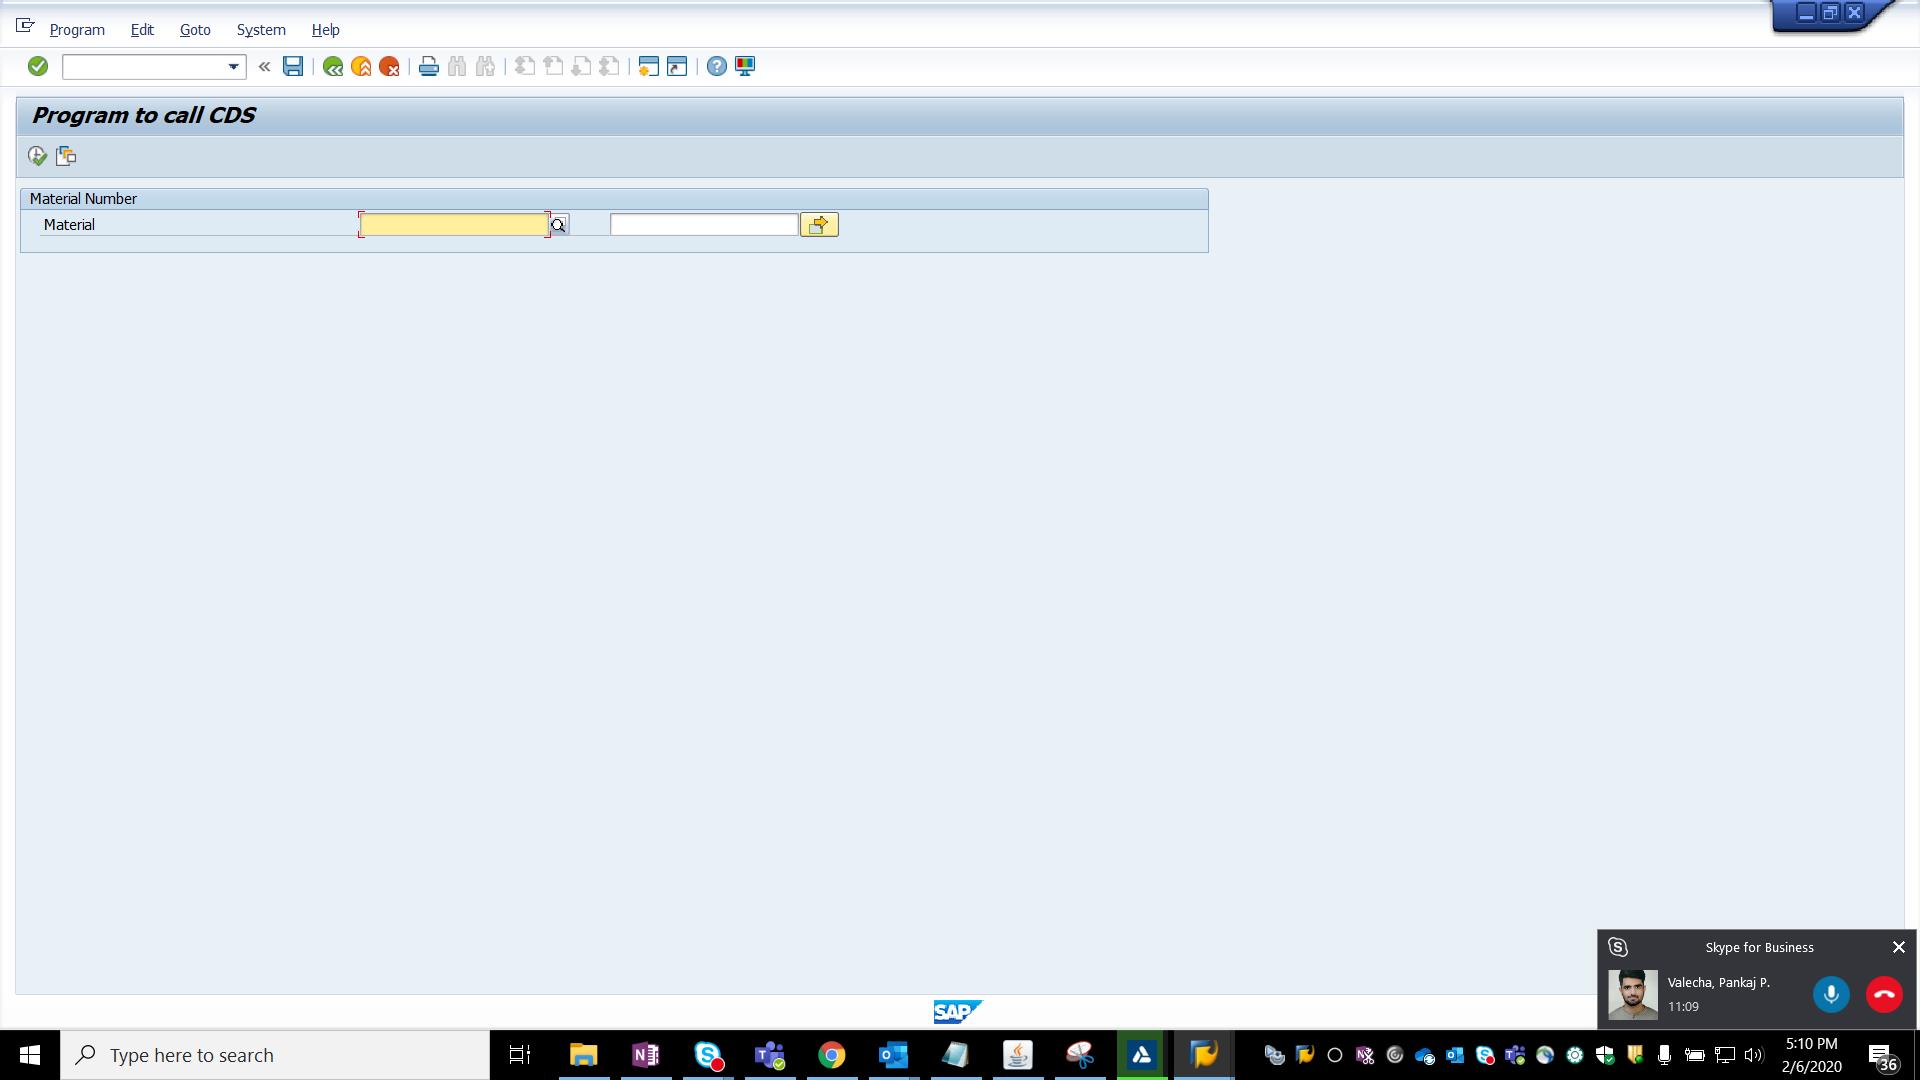 Program Edit Goto System Help
Program to call CDS
Material Number
Material
Skype for Business
Valecha, Pankaj P.
11:09
SAP
Type here to search
5:10 PM
2/6/2020
36